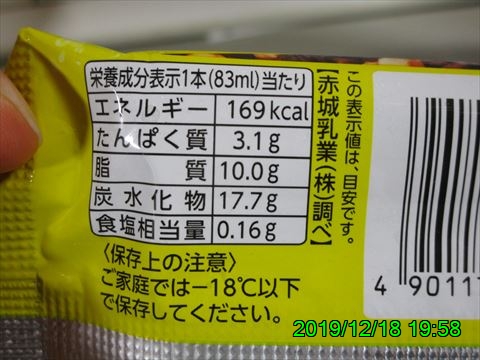 栄養成分表示1本(83ml)当たり
エネルギー 169kcal
たんぱく質 3.1g
脂質 10.0g
炭水化物 17.7g
食塩相当量 0.16g
この表示値は、目安です。
【赤城乳業(株)調べ】
〈保存上の注意〉
ご家庭では−18℃以下
で保存してください。
4 9011
2019/12/18 19:58